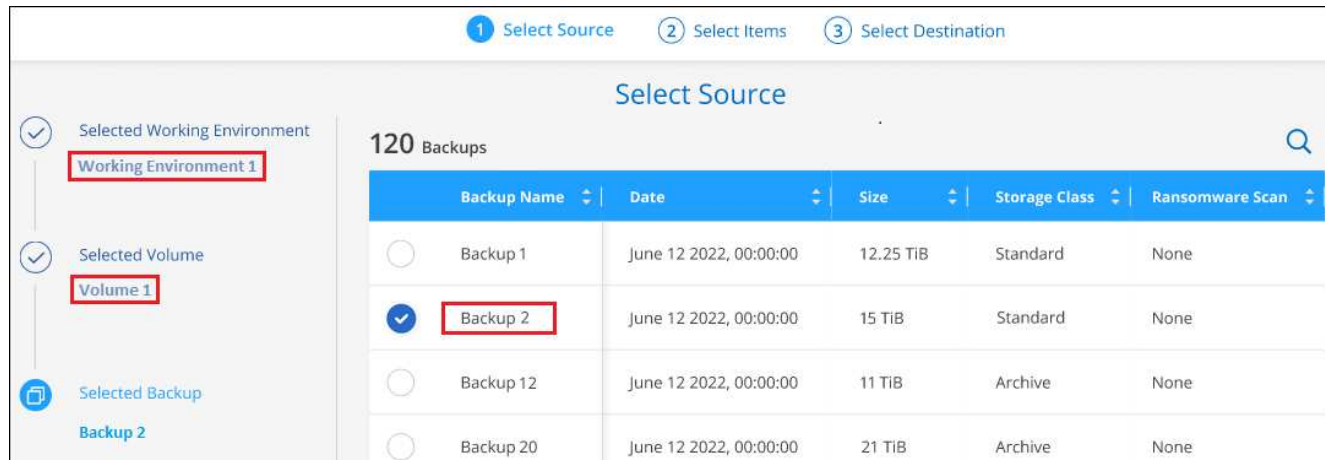 1 Select Source 2 Select Items 3 Select Destination
Select Source
Selected Working Environment
Working Environment 1
Selected Volume
Volume 1
Selected Backup
Backup 2
120 Backups
Backup Name Date Size Storage Class Ransomware Scan
Backup 1 June 12 2022, 00:00:00 12.25 TiB Standard None
Backup 2 June 12 2022, 00:00:00 15 TiB Standard None
Backup 12 June 12 2022, 00:00:00 11 TiB Archive None
Backup 20 June 12 2022, 00:00:00 21 TiB Archive None